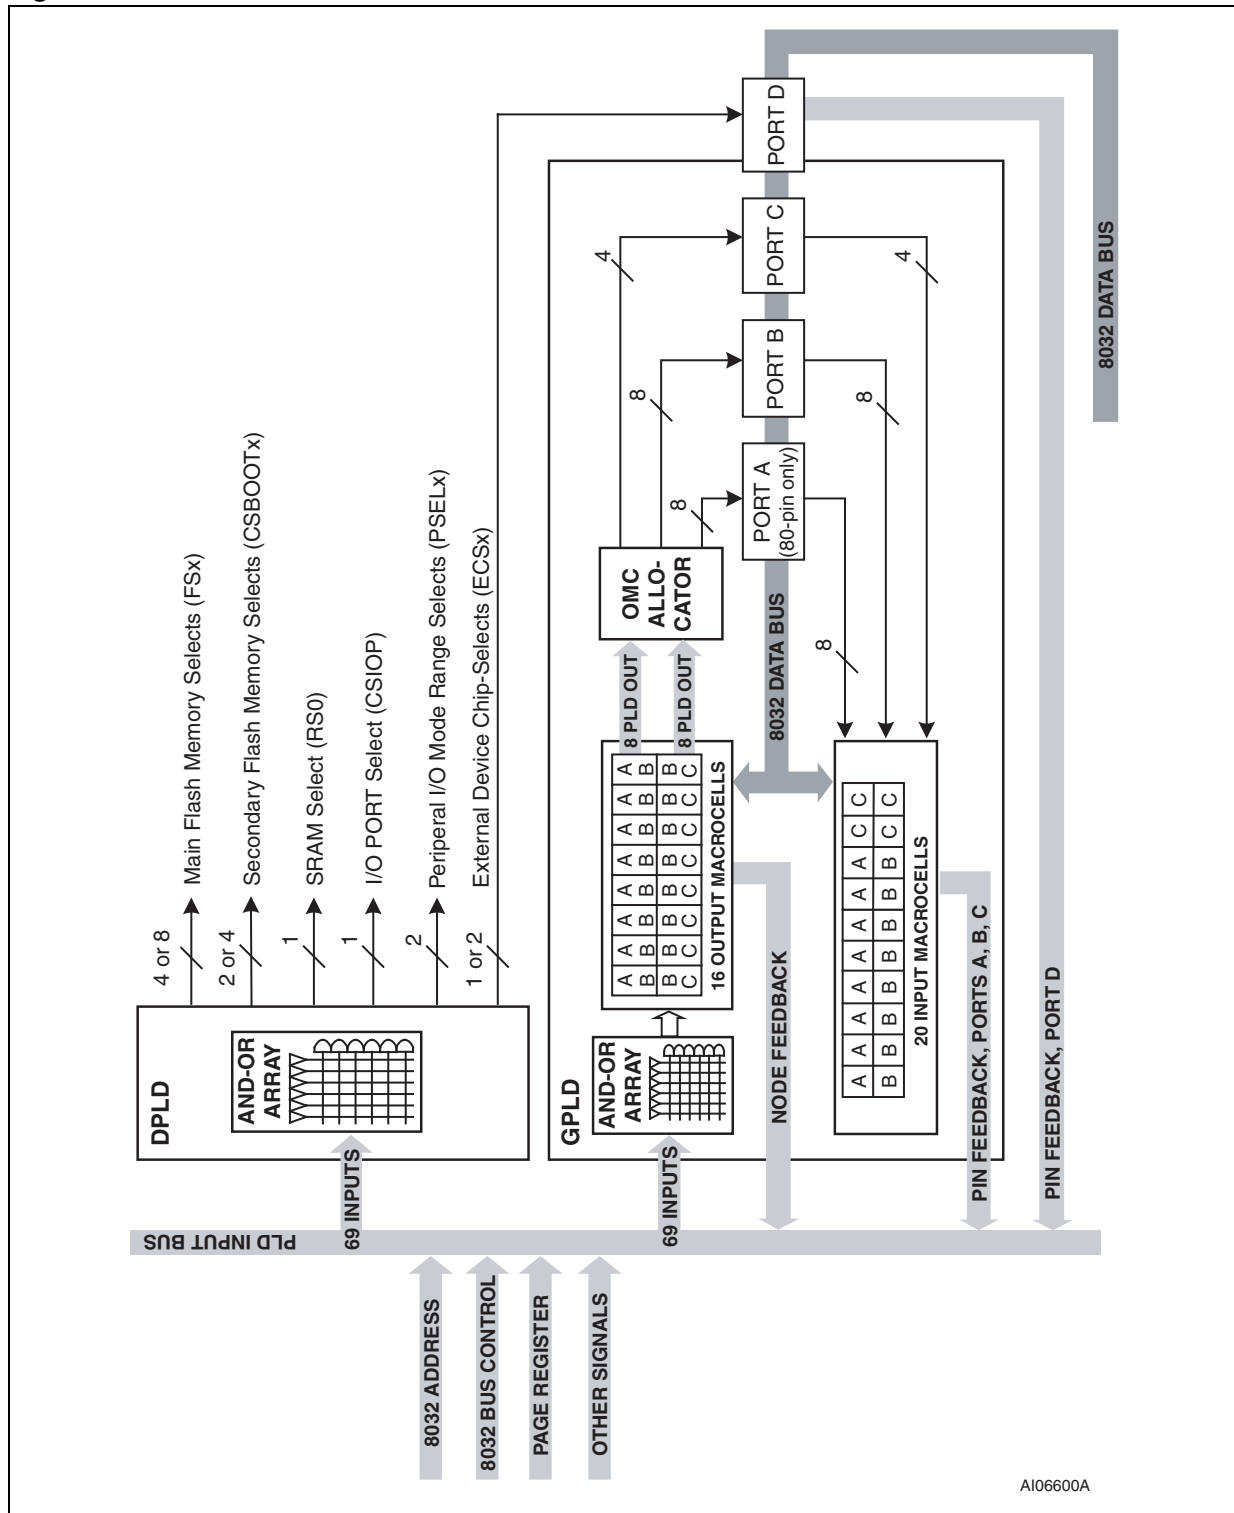 8032 ADDRESS
8032 BUS CONTROL
PAGE REGISTER
OTHER SIGNALS
PLD INPUT BUS
69 INPUTS
DPLD
AND-OR
ARRAY
4 or 8
Main Flash Memory Selects (FSx)
2 or 4
Secondary Flash Memory Selects (CSBOOTx)
1
SRAM Select (RS0)
1
I/O PORT Select (CSIOP)
2
Periperal I/O Mode Range Selects (PSELx)
1 or 2
External Device Chip-Selects (ECSx)
69 INPUTS
GPLD
AND-OR
ARRAY
A A A A A A A A
B B B B B B B B
B B B B B B B B
C C C C C C C C
16 OUTPUT MACROCELLS
8 PLD OUT
8 PLD OUT
OMC
ALLO-
CATOR
8
8
4
PORT A
(80-pin only)
PORT B
PORT C
PORT D
8032 DATA BUS
8
8
4
A A A A A A A A C C
B B B B B B B B C C
20 INPUT MACROCELLS
NODE FEEDBACK
PIN FEEDBACK, PORTS A, B, C
PIN FEEDBACK, PORT D
8032 DATA BUS
AI06600A